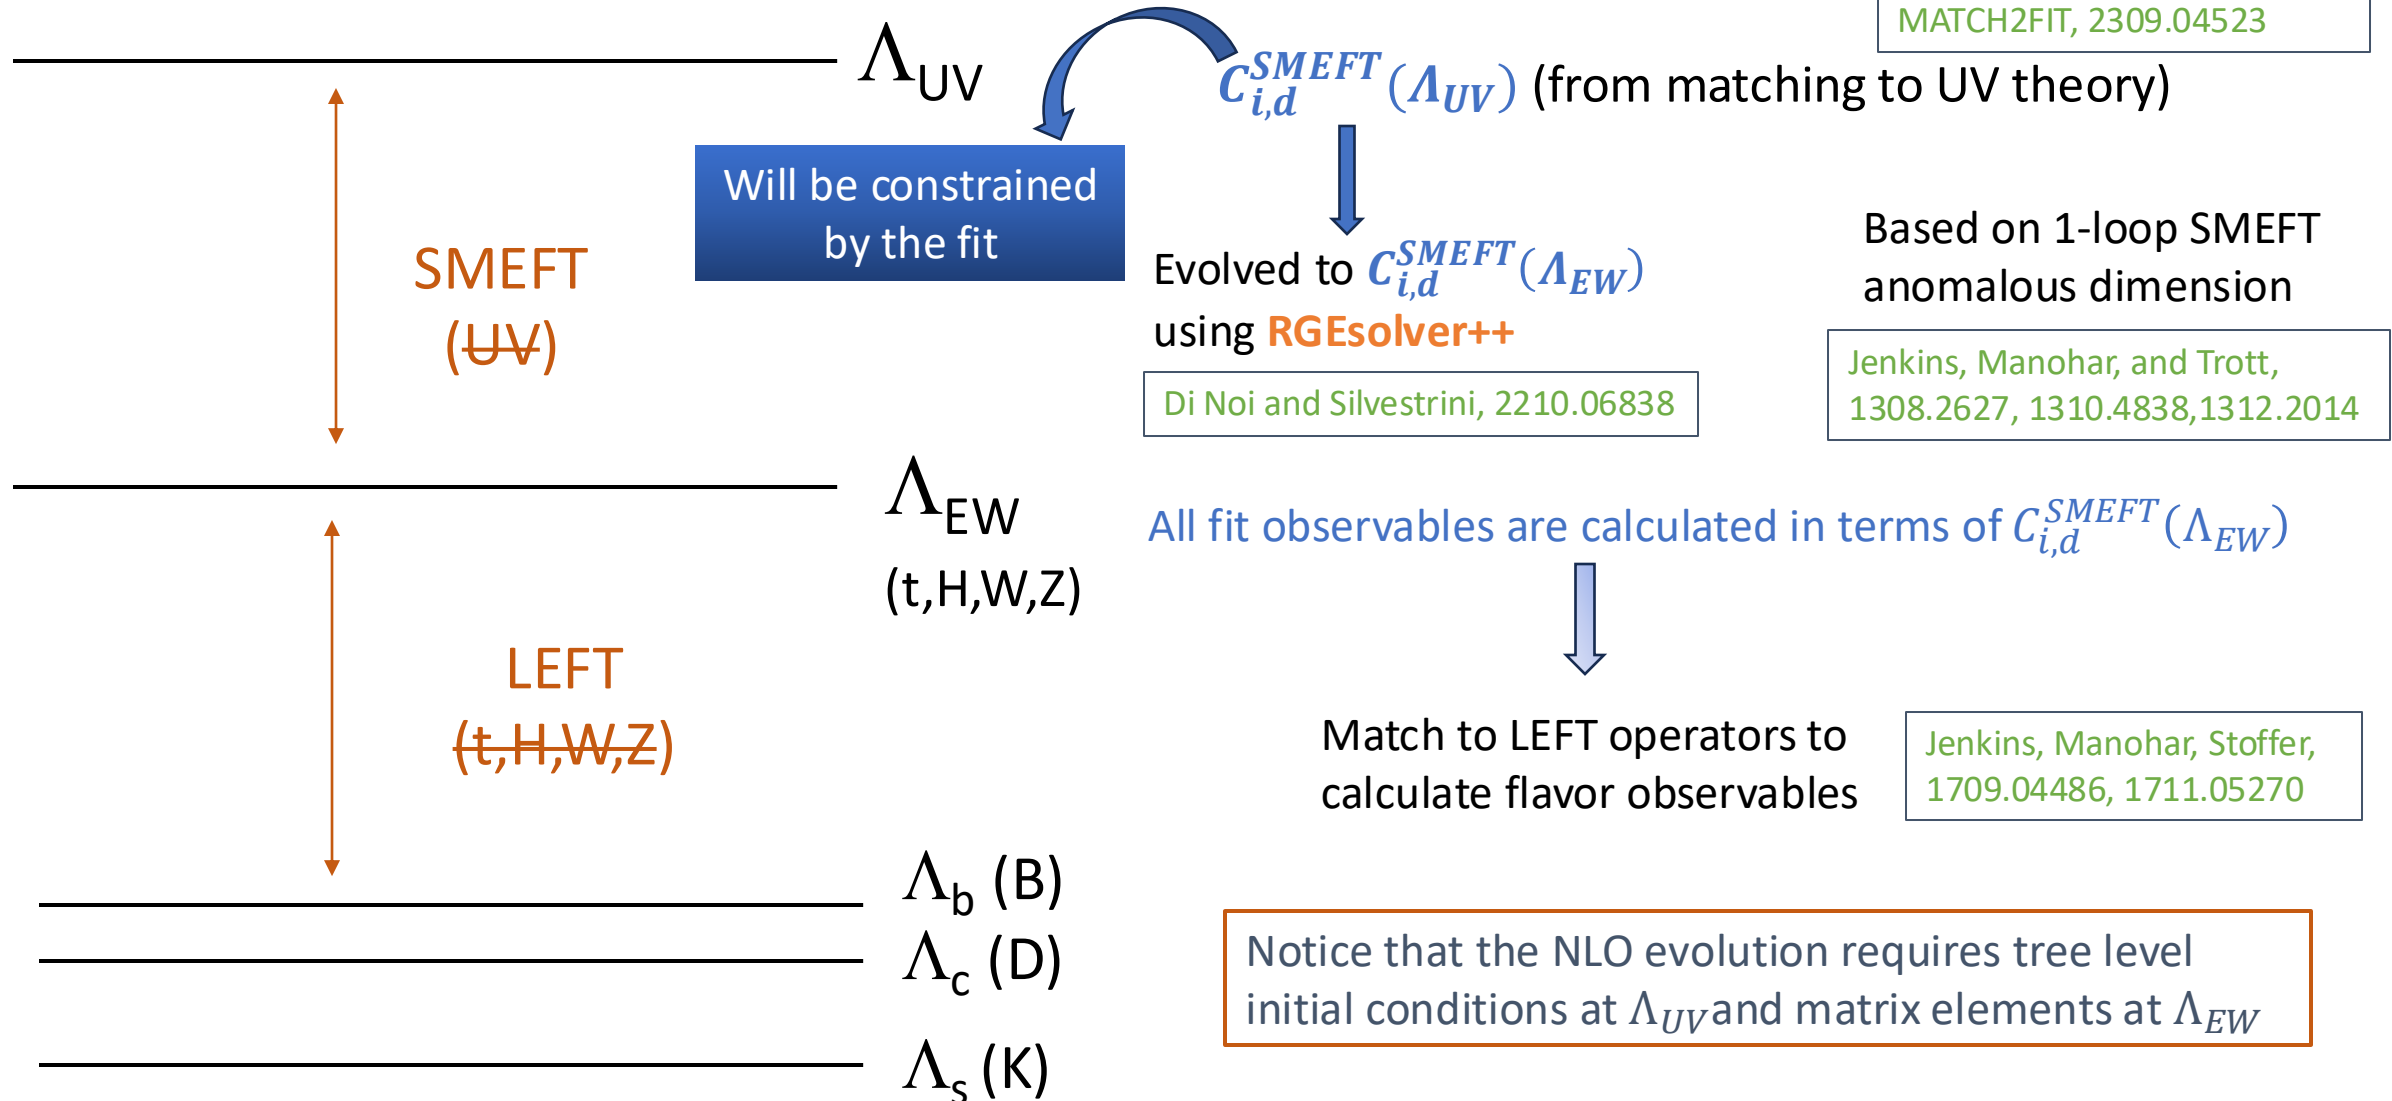 MATCH2FIT, 2309.04523
Λ_UV
C_{i,d}^{SMEFT}(Λ_UV) (from matching to UV theory)
Will be constrained
by the fit
SMEFT
(UV)
Evolved to C_{i,d}^{SMEFT}(Λ_EW)
using RGEsolver++
Di Noi and Silvestrini, 2210.06838
Based on 1-loop SMEFT
anomalous dimension
Jenkins, Manohar, and Trott,
1308.2627, 1310.4838,1312.2014
Λ_EW
(t,H,W,Z)
All fit observables are calculated in terms of C_{i,d}^{SMEFT}(Λ_EW)
LEFT
(t,H,W,Z)
Match to LEFT operators to
calculate flavor observables
Jenkins, Manohar, Stoffer,
1709.04486, 1711.05270
Λ_b (B)
Λ_c (D)
Λ_s (K)
Notice that the NLO evolution requires tree level
initial conditions at Λ_UV and matrix elements at Λ_EW